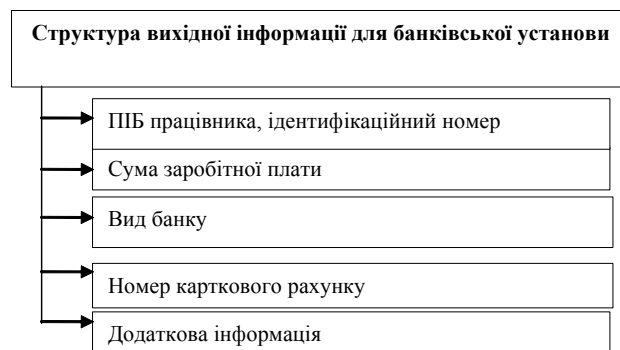 Структура вихідної інформації для банківської установи
ПІБ працівника, ідентифікаційний номер
Сума заробітної плати
Вид банку
Номер карткового рахунку
Додаткова інформація